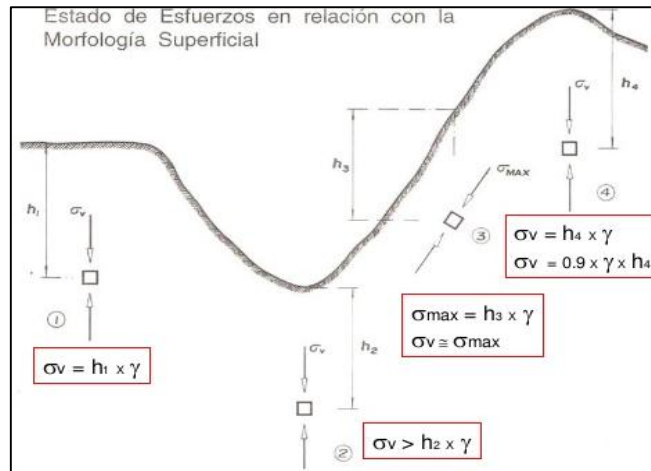 Estado de Esfuerzos en relación con la
Morfología Superficial
h₁
σᵥ
①
σv = h₁ x γ
h₂
σᵥ
②
σv > h₂ x γ
h₃
σMAX
③
σmax = h₃ x γ
σv ≅ σmax
h₄
σᵥ
④
σv = h₄ x γ
σv = 0.9 x γ x h₄